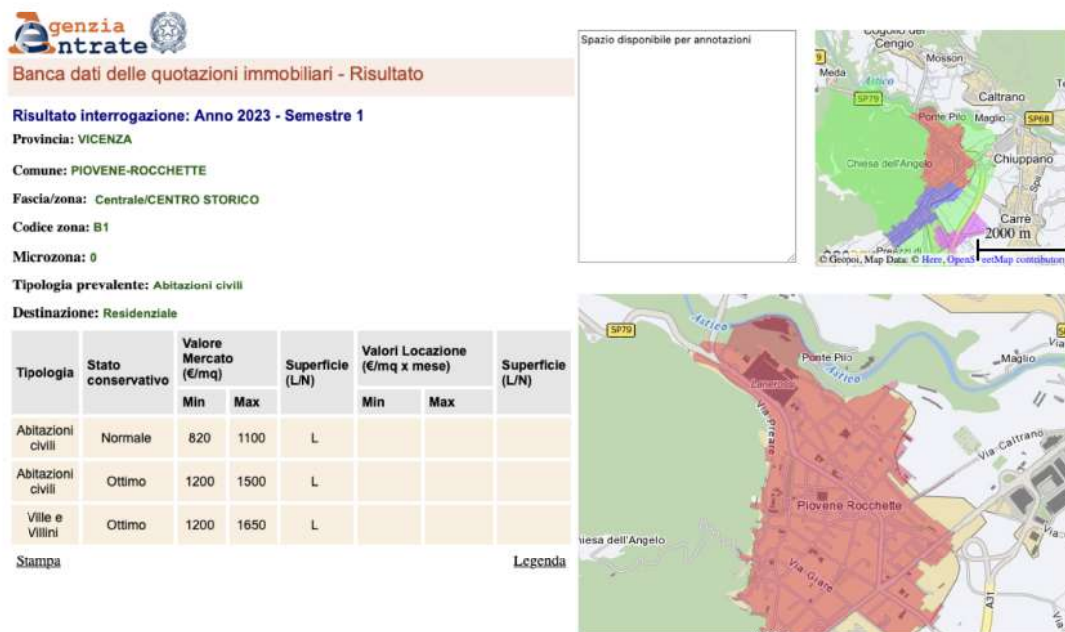 Agenzia
Entrate
Banca dati delle quotazioni immobiliari - Risultato
Risultato interrogazione: Anno 2023 - Semestre 1
Provincia: VICENZA
Comune: PIOVENE-ROCCHETTE
Fascia/zona: Centrale/CENTRO STORICO
Codice zona: B1
Microzona: 0
Tipologia prevalente: Abitazioni civili
Destinazione: Residenziale
Tipologia Stato conservativo Valore Mercato (€/mq) Superficie (L/N) Valori Locazione (€/mq x mese) Superficie (L/N)
Min Max Min Max
Abitazioni civili Normale 820 1100 L
Abitazioni civili Ottimo 1200 1500 L
Ville e Villini Ottimo 1200 1650 L
Stampa Legenda
Spazio disponibile per annotazioni
Cengio
Mosson
Meda
Astico
SP79
Caltrano
Ponte Pilo
Maglio
SP68
Chiesa dell'Angelo
Chiuppano
Carrè
2000 m
© Geopoi, Map Data: © Here, OpenStreetMap contributors
SP79
Astico
Ponte Pilo
Maglio
Astico
Lanerossi
Via Preare
Via Caltrano
Piovene Rocchette
iesa dell'Angelo
Via Giare
A31